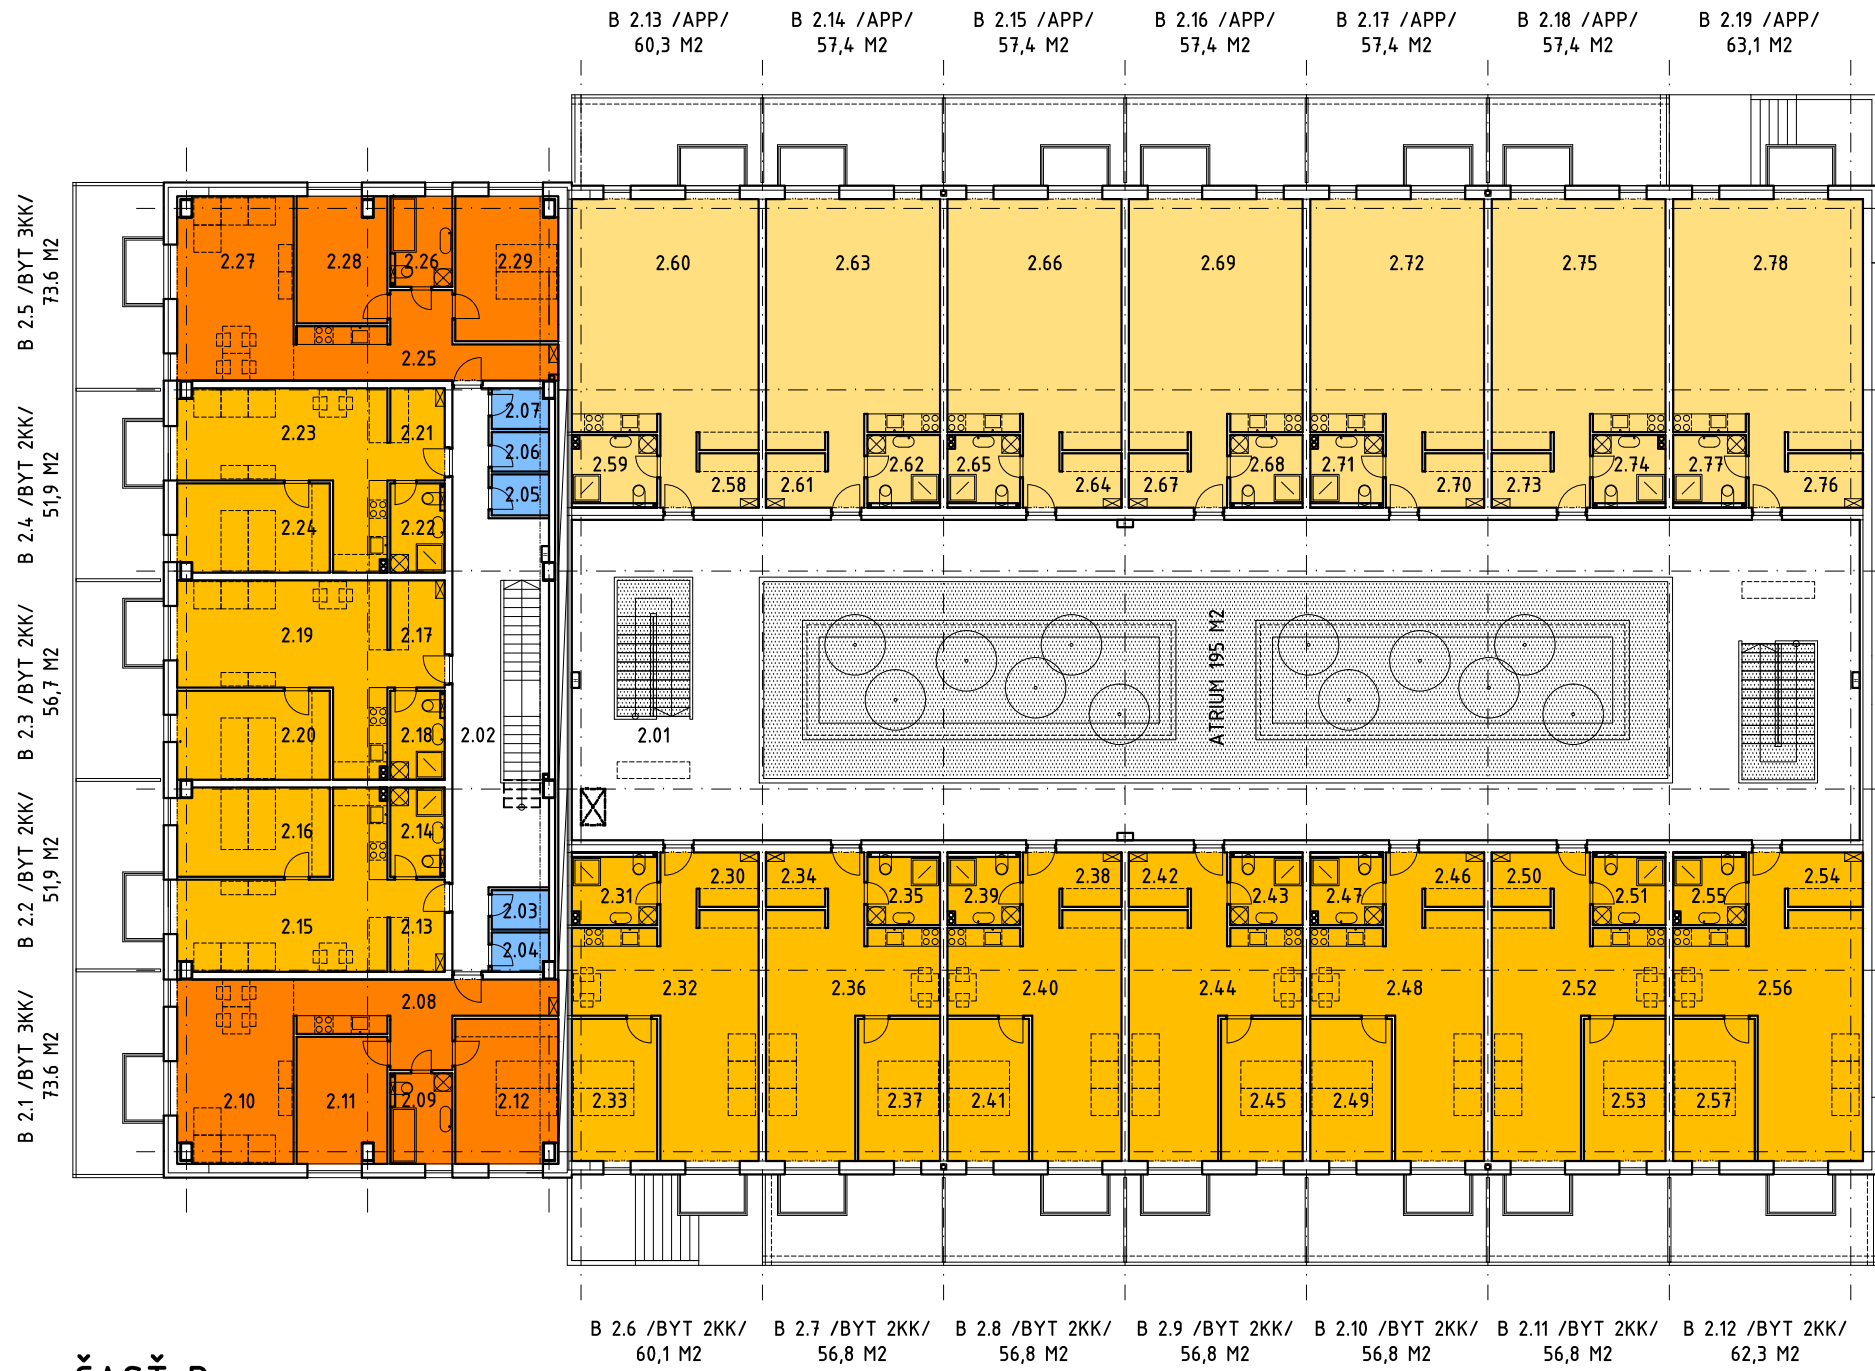 B 2.13 /APP/
60,3 M2
B 2.14 /APP/
57,4 M2
B 2.15 /APP/
57,4 M2
B 2.16 /APP/
57,4 M2
B 2.17 /APP/
57,4 M2
B 2.18 /APP/
57,4 M2
B 2.19 /APP/
63,1 M2
B 2.5 /BYT 3KK/
73.6 M2
B 2.4 /BYT 2KK/
51,9 M2
B 2.3 /BYT 2KK/
56,7 M2
B 2.2 /BYT 2KK/
51,9 M2
B 2.1 /BYT 3KK/
73.6 M2
2.27
2.28
2.26
2.29
2.25
2.60
2.63
2.66
2.69
2.72
2.75
2.78
2.23
2.21
2.07
2.06
2.05
2.24
2.22
2.59
2.58
2.61
2.62
2.65
2.64
2.67
2.68
2.71
2.70
2.73
2.74
2.77
2.76
2.19
2.17
2.20
2.18
2.02
2.01
ATRIUM 195 M2
2.16
2.14
2.15
2.13
2.03
2.04
2.31
2.30
2.34
2.35
2.39
2.38
2.42
2.43
2.47
2.46
2.50
2.51
2.55
2.54
2.08
2.32
2.36
2.40
2.44
2.48
2.52
2.56
2.10
2.11
2.09
2.12
2.33
2.37
2.41
2.45
2.49
2.53
2.57
B 2.6 /BYT 2KK/
60,1 M2
B 2.7 /BYT 2KK/
56,8 M2
B 2.8 /BYT 2KK/
56,8 M2
B 2.9 /BYT 2KK/
56,8 M2
B 2.10 /BYT 2KK/
56,8 M2
B 2.11 /BYT 2KK/
56,8 M2
B 2.12 /BYT 2KK/
62,3 M2